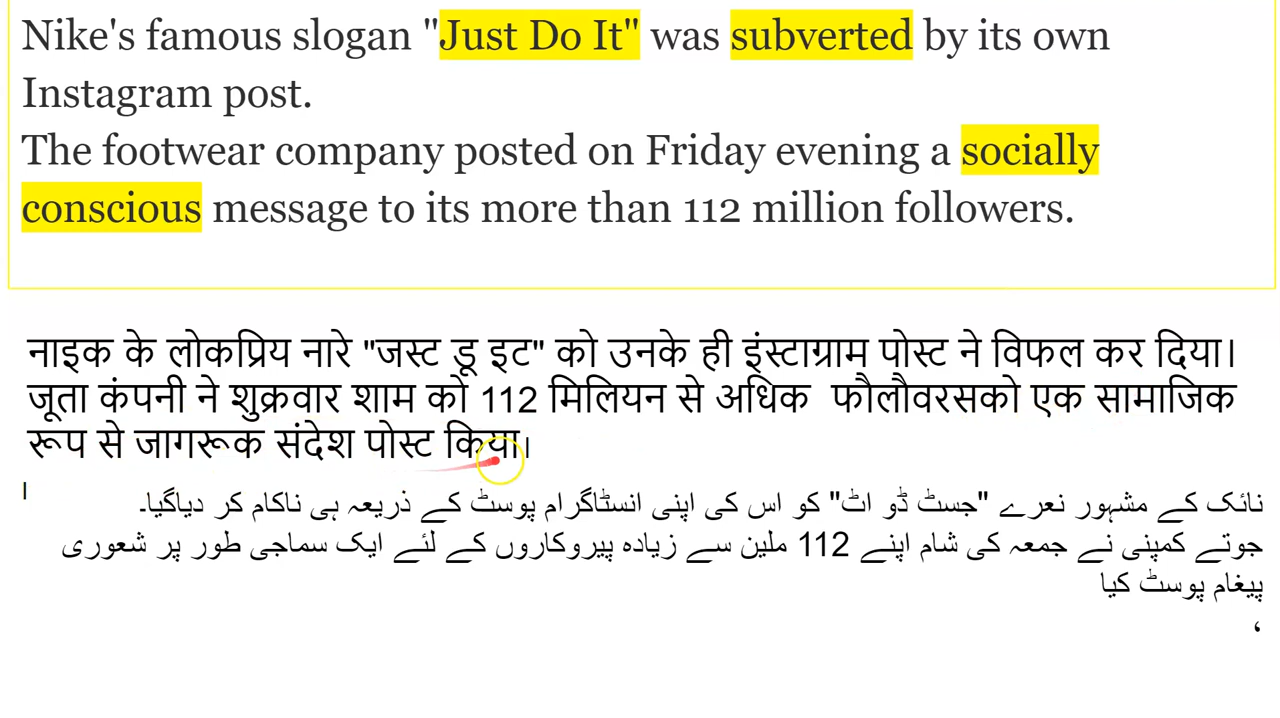 Nike's famous slogan "Just Do It" was subverted by its own
Instagram post.
The footwear company posted on Friday evening a socially
conscious message to its more than 112 million followers.
नाइक के लोकप्रिय नारे "जस्ट डू इट" को उनके ही इंस्टाग्राम पोस्ट ने विफल कर दिया।
जूता कंपनी ने शुक्रवार शाम को 112 मिलियन से अधिक  फौलौवरसको एक सामाजिक
रूप से जागरूक संदेश पोस्ट किया।
نائک کے مشہور نعرے "جسٹ ڈو اٹ" کو اس کی اپنی انسٹاگرام پوسٹ کے ذریعہ ہی ناکام کر دیاگیا۔
جوتے کمپنی نے جمعہ کی شام اپنے 112 ملین سے زیادہ پیروکاروں کے لئے ایک سماجی طور پر شعوری
پیغام پوسٹ کیا
،